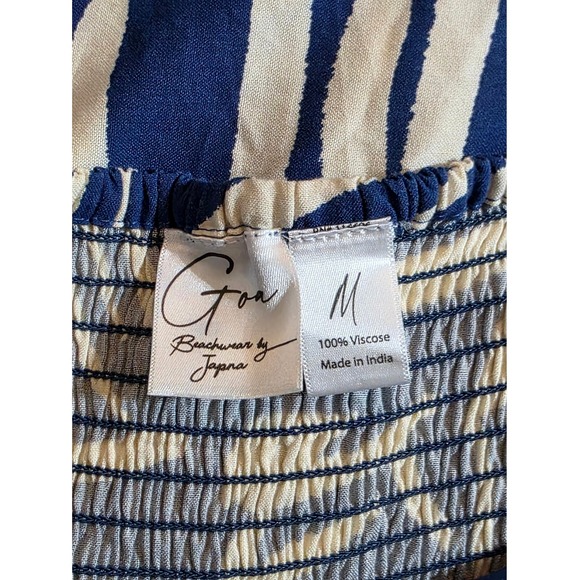 Goa
Beachwear by
Japna
M
100% Viscose
Made in India